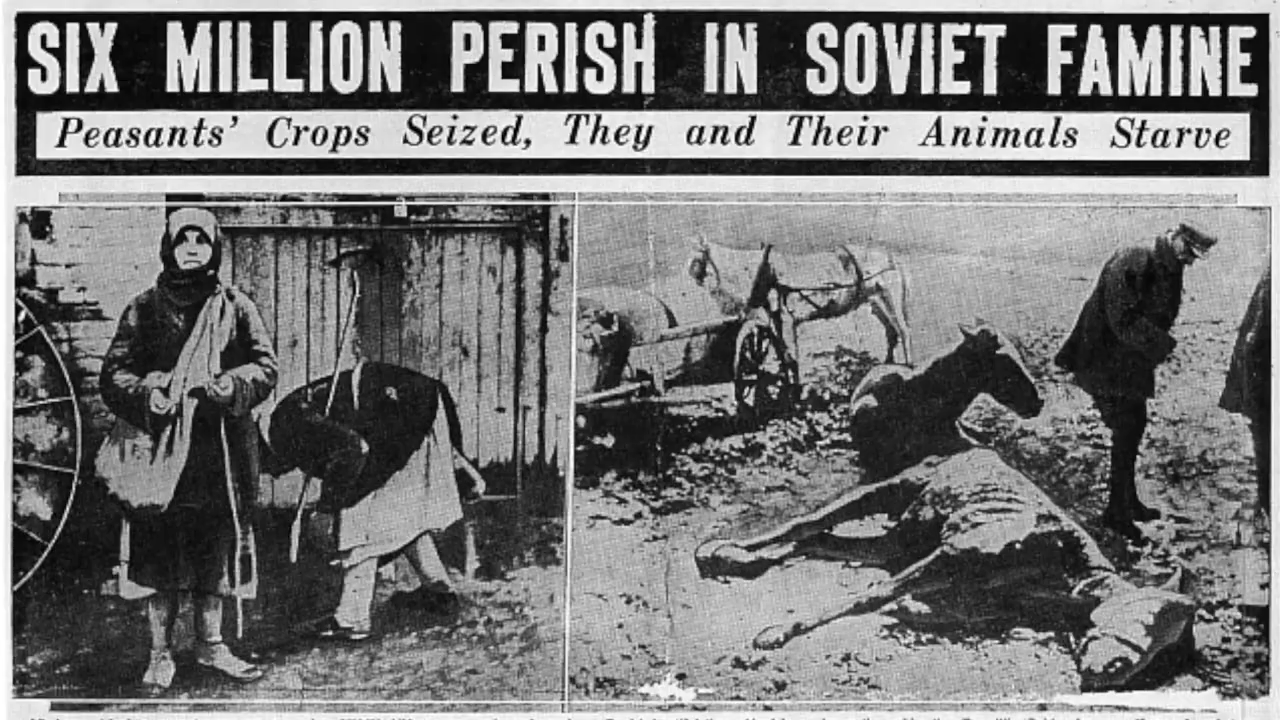 SIX MILLION PERISH IN SOVIET FAMINE
Peasants' Crops Seized, They and Their Animals Starve